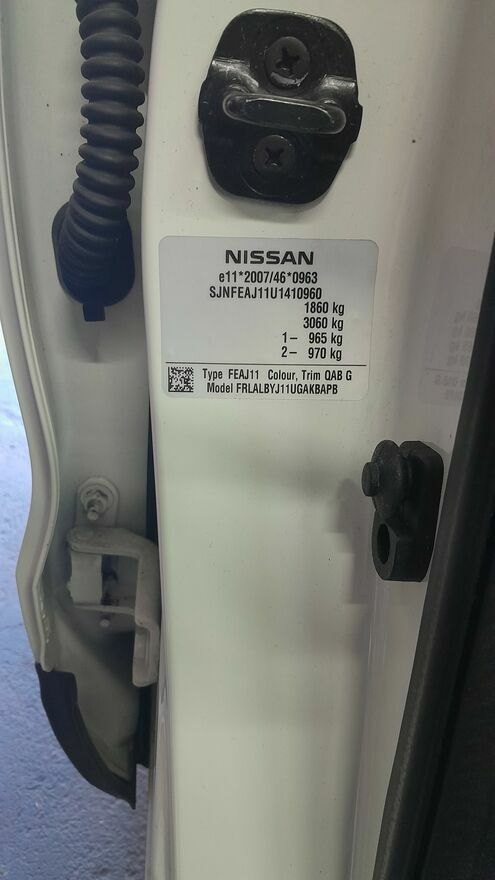 NISSAN
e11*2007/46*0963
SJNFEAJ11U1410960
1860 kg
3060 kg
1– 965 kg
2– 970 kg
Type FEAJ11 Colour, Trim QAB G
Model FRLALBYJ11UGAKBAPB